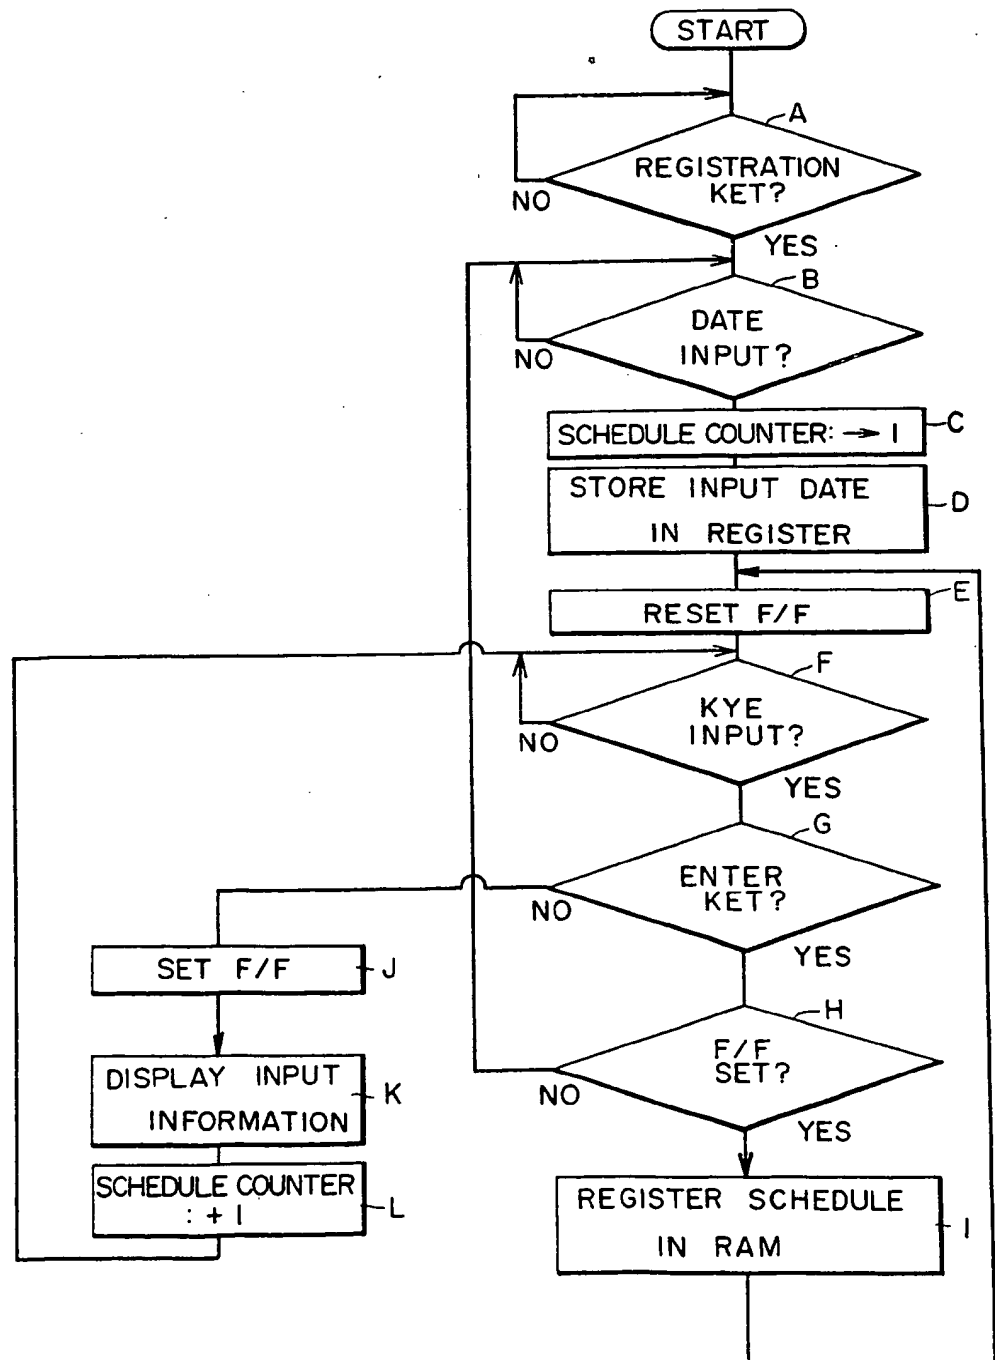 START
A
REGISTRATION
KET?
NO
YES
B
DATE
INPUT?
NO
SCHEDULE COUNTER: → 1
C
STORE INPUT DATE
IN REGISTER
D
RESET F/F
E
F
KYE
INPUT?
NO
YES
G
ENTER
KET?
NO
YES
SET F/F
J
H
F/F
SET?
NO
YES
DISPLAY INPUT
INFORMATION
K
SCHEDULE COUNTER
: + 1
L
REGISTER SCHEDULE
IN RAM
I